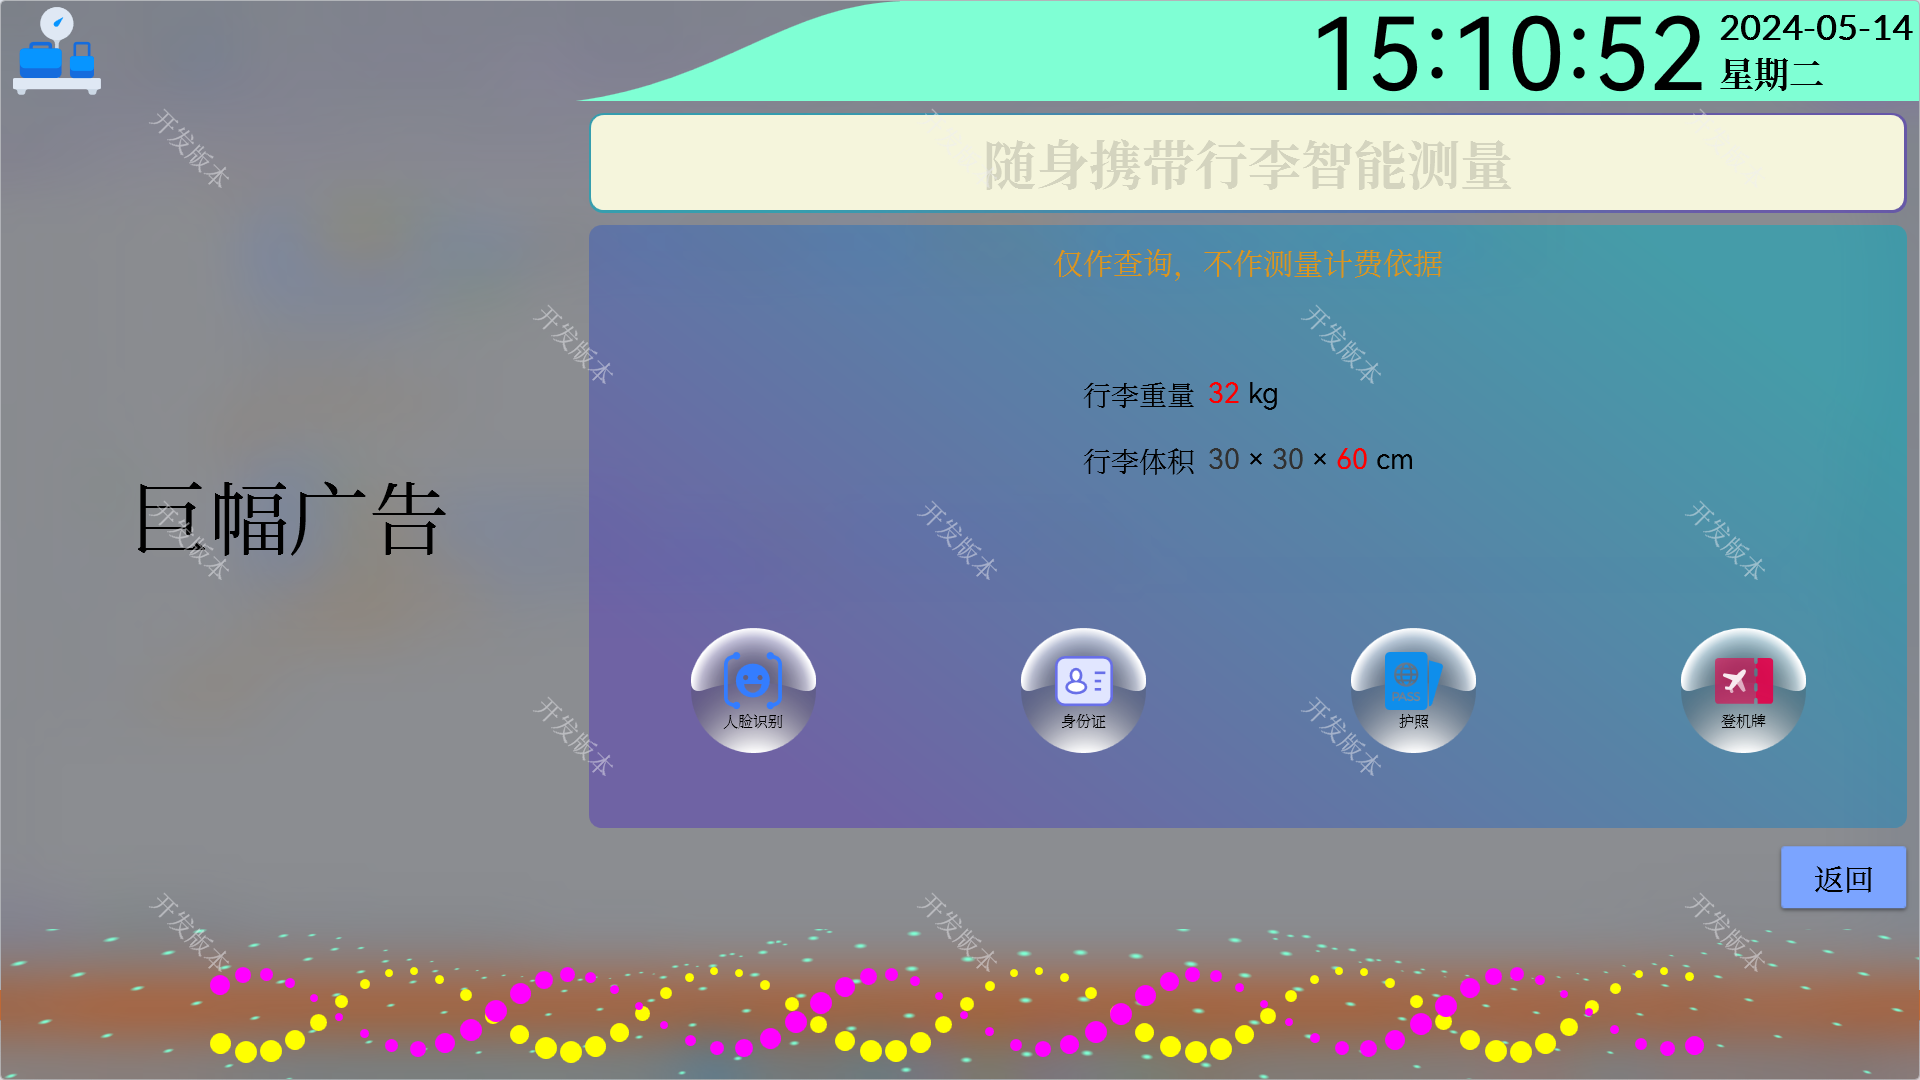 15:10:52
2024-05-14
星期二
随身携带行李智能测量
仅作查询，不作测量计费依据
行李重量 32 kg
行李体积 30 × 30 × 60 cm
巨幅广告
PASS
人脸识别
身份证
护照
登机牌
返回
开发版本
开发版本
开发版本
开发版本
开发版本
开发版本
开发版本
开发版本
开发版本
开发版本
开发版本